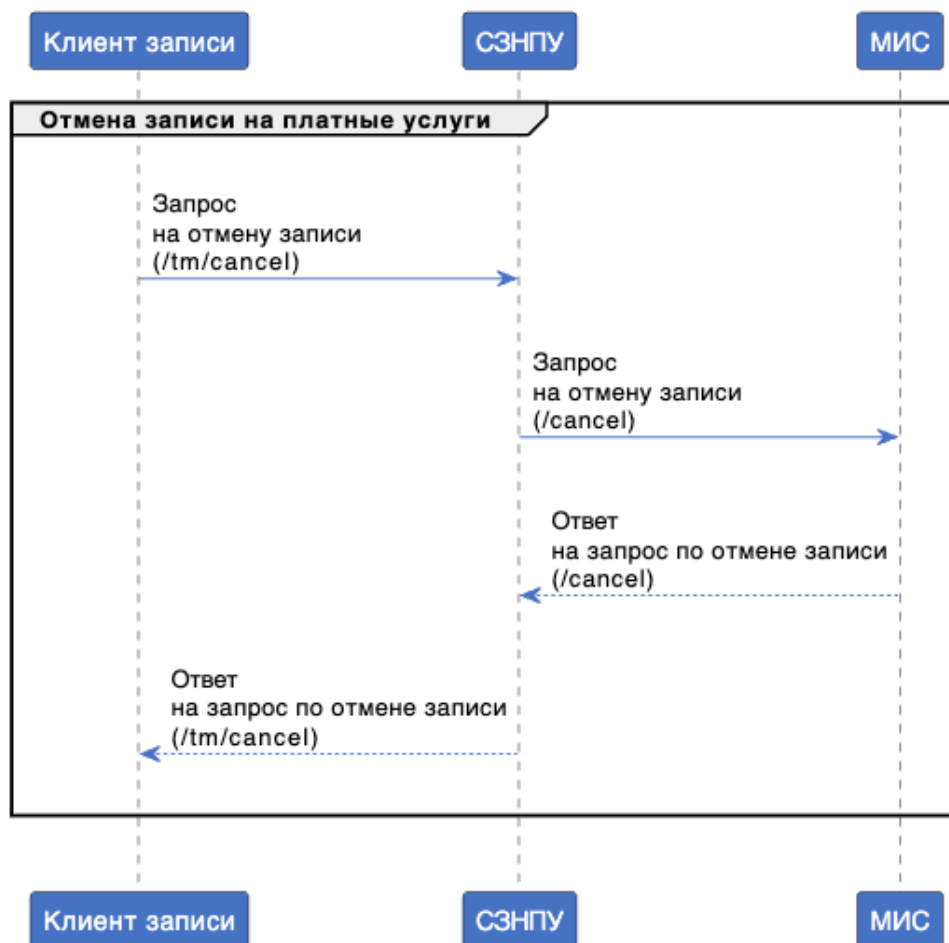 Клиент записи
СЗНПУ
МИС
Отмена записи на платные услуги
Запрос
на отмену записи
(/tm/cancel)
Запрос
на отмену записи
(/cancel)
Ответ
на запрос по отмене записи
(/cancel)
Ответ
на запрос по отмене записи
(/tm/cancel)
Клиент записи
СЗНПУ
МИС